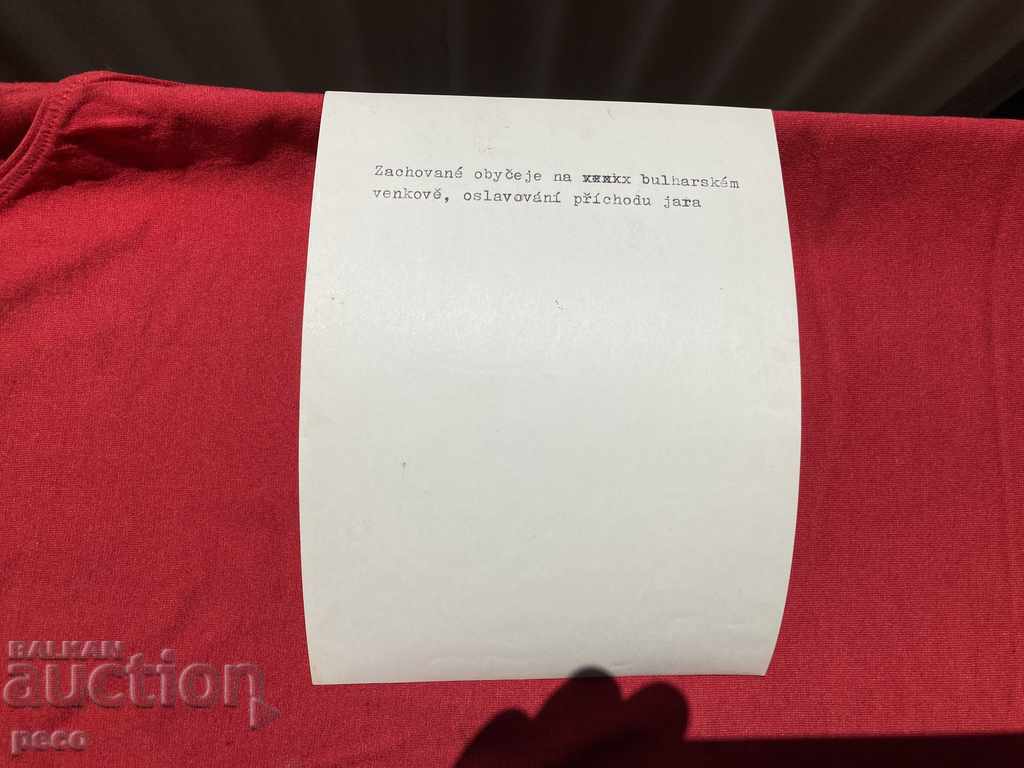 Zachované obyčeje na xxxxx bulharském
venkově, oslavování příchodu jara
BALKAN
auction
peco